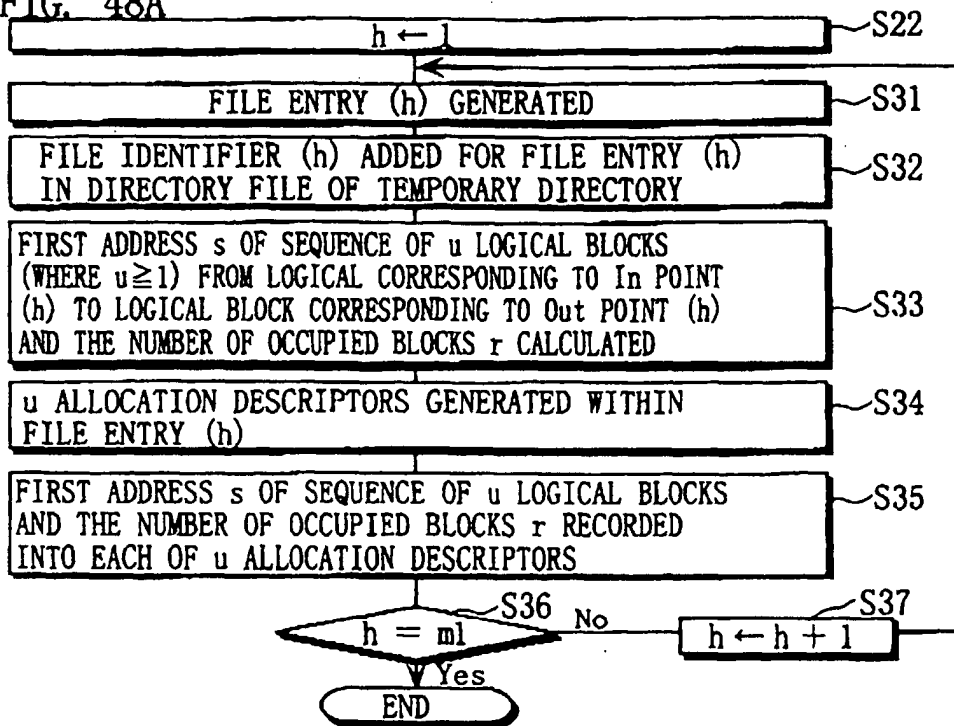 FIG. 48A
h ← 1
S22
FILE ENTRY (h) GENERATED
S31
FILE IDENTIFIER (h) ADDED FOR FILE ENTRY (h)
IN DIRECTORY FILE OF TEMPORARY DIRECTORY
S32
FIRST ADDRESS s OF SEQUENCE OF u LOGICAL BLOCKS
(WHERE u≧1) FROM LOGICAL CORRESPONDING TO In POINT
(h) TO LOGICAL BLOCK CORRESPONDING TO Out POINT (h)
AND THE NUMBER OF OCCUPIED BLOCKS r CALCULATED
S33
u ALLOCATION DESCRIPTORS GENERATED WITHIN
FILE ENTRY (h)
S34
FIRST ADDRESS s OF SEQUENCE OF u LOGICAL BLOCKS
AND THE NUMBER OF OCCUPIED BLOCKS r RECORDED
INTO EACH OF u ALLOCATION DESCRIPTORS
S35
S36
h = m1
No
S37
h ← h + 1
Yes
END